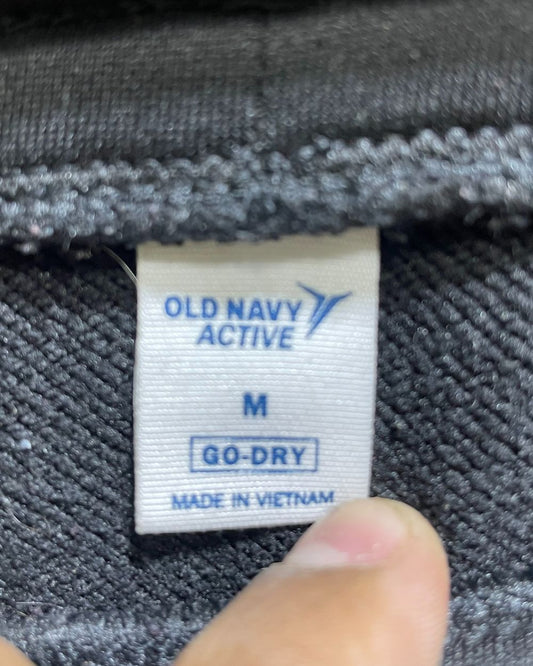 OLD NAVY
ACTIVE
M
GO-DRY
MADE IN VIETNAM